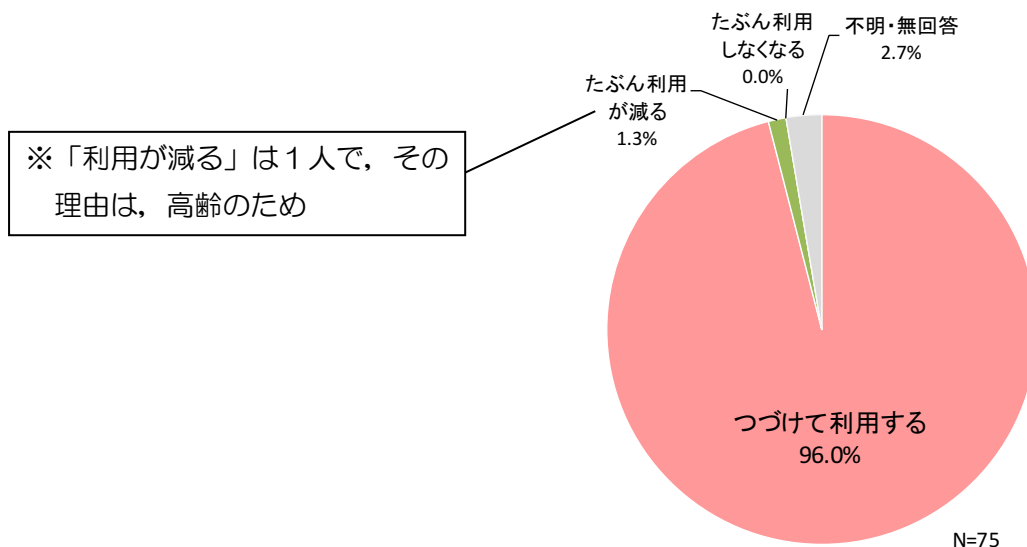 たぶん利用
しなくなる
0.0%
不明・無回答
2.7%
たぶん利用
が減る
1.3%
※「利用が減る」は１人で，その
理由は，高齢のため
つづけて利用する
96.0%
N=75